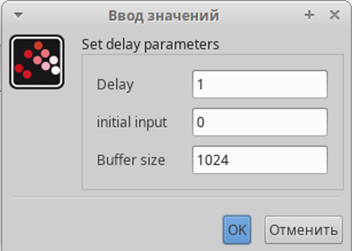 Ввод значений
Set delay parameters
Delay 1
initial input 0
Buffer size 1024
OK Отменить